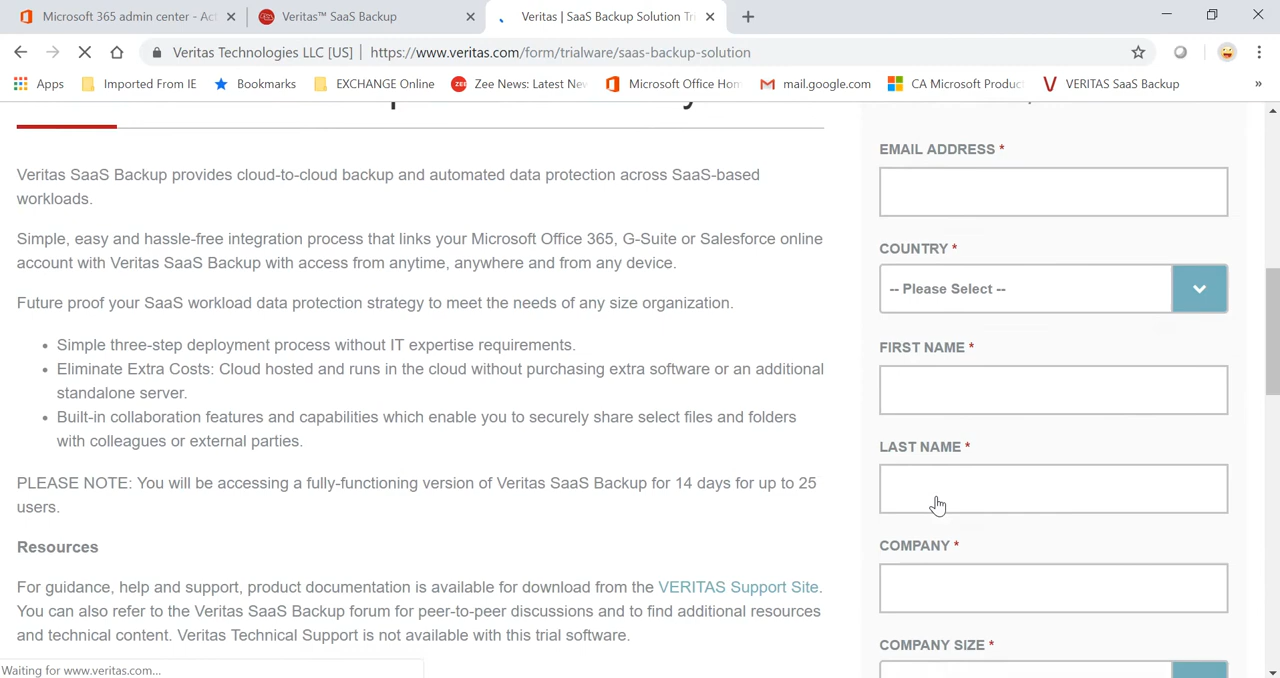 Microsoft 365 admin center - Act
Veritas™ SaaS Backup
Veritas | SaaS Backup Solution Tri
Veritas Technologies LLC [US] | https://www.veritas.com/form/trialware/saas-backup-solution
Apps Imported From IE Bookmarks EXCHANGE Online Zee News: Latest New Microsoft Office Hom mail.google.com CA Microsoft Product VERITAS SaaS Backup »
EMAIL ADDRESS *
COUNTRY *
-- Please Select --
FIRST NAME *
LAST NAME *
COMPANY *
COMPANY SIZE *
Veritas SaaS Backup provides cloud-to-cloud backup and automated data protection across SaaS-based
workloads.
Simple, easy and hassle-free integration process that links your Microsoft Office 365, G-Suite or Salesforce online
account with Veritas SaaS Backup with access from anytime, anywhere and from any device.
Future proof your SaaS workload data protection strategy to meet the needs of any size organization.
• Simple three-step deployment process without IT expertise requirements.
• Eliminate Extra Costs: Cloud hosted and runs in the cloud without purchasing extra software or an additional
standalone server.
• Built-in collaboration features and capabilities which enable you to securely share select files and folders
with colleagues or external parties.
PLEASE NOTE: You will be accessing a fully-functioning version of Veritas SaaS Backup for 14 days for up to 25
users.
Resources
For guidance, help and support, product documentation is available for download from the VERITAS Support Site.
You can also refer to the Veritas SaaS Backup forum for peer-to-peer discussions and to find additional resources
and technical content. Veritas Technical Support is not available with this trial software.
Waiting for www.veritas.com...